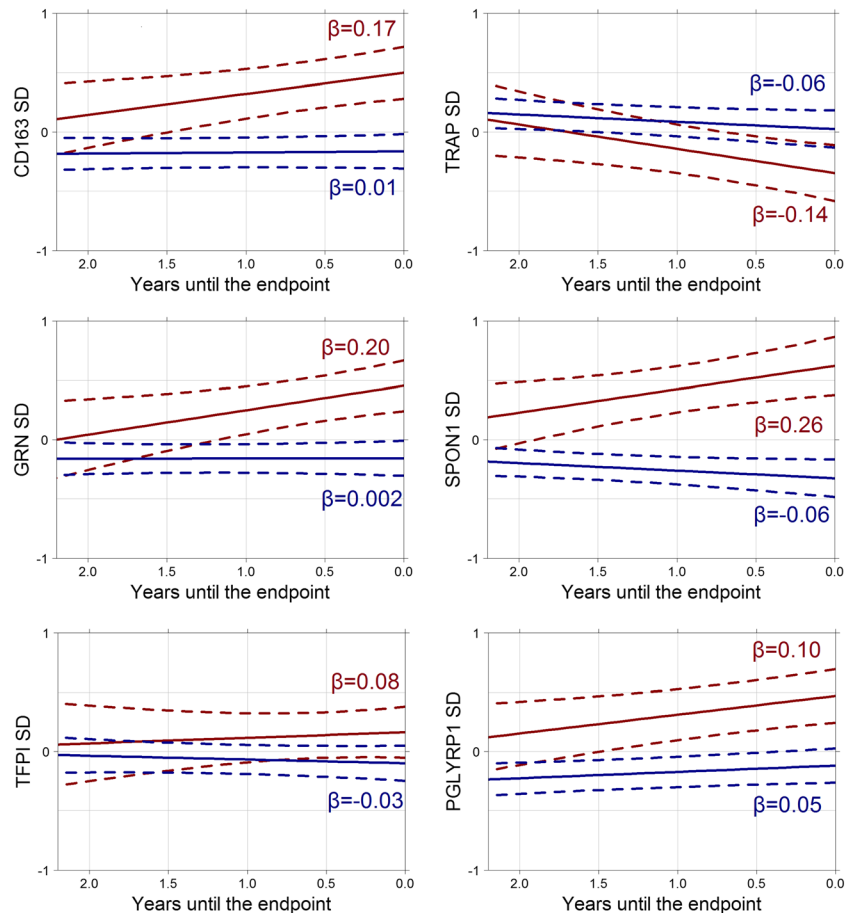 β=0.17
1
CD163 SD
0
β=0.01
-1
2.0 1.5 1.0 0.5 0.0
Years until the endpoint
1
β=-0.06
TRAP SD
0
β=-0.14
-1
2.0 1.5 1.0 0.5 0.0
Years until the endpoint
1
β=0.20
GRN SD
0
β=0.002
-1
2.0 1.5 1.0 0.5 0.0
Years until the endpoint
1
SPON1 SD
β=0.26
0
β=-0.06
-1
2.0 1.5 1.0 0.5 0.0
Years until the endpoint
1
β=0.08
TFPI SD
0
β=-0.03
-1
2.0 1.5 1.0 0.5 0.0
Years until the endpoint
1
β=0.10
PGLYRP1 SD
0
β=0.05
-1
2.0 1.5 1.0 0.5 0.0
Years until the endpoint